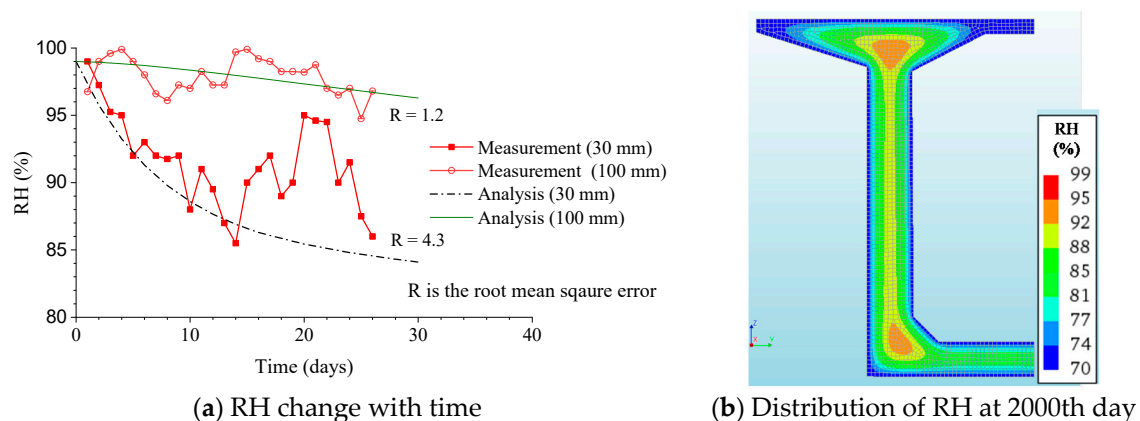 100
95
90
85
80
RH (%)
0
10
20
30
40
Time (days)
R = 1.2
Measurement (30 mm)
Measurement (100 mm)
Analysis (30 mm)
Analysis (100 mm)
R = 4.3
R is the root mean sqaure error
(a) RH change with time
RH
(%)
99
95
92
88
85
81
77
74
70
Z
X
Y
(b) Distribution of RH at 2000th day